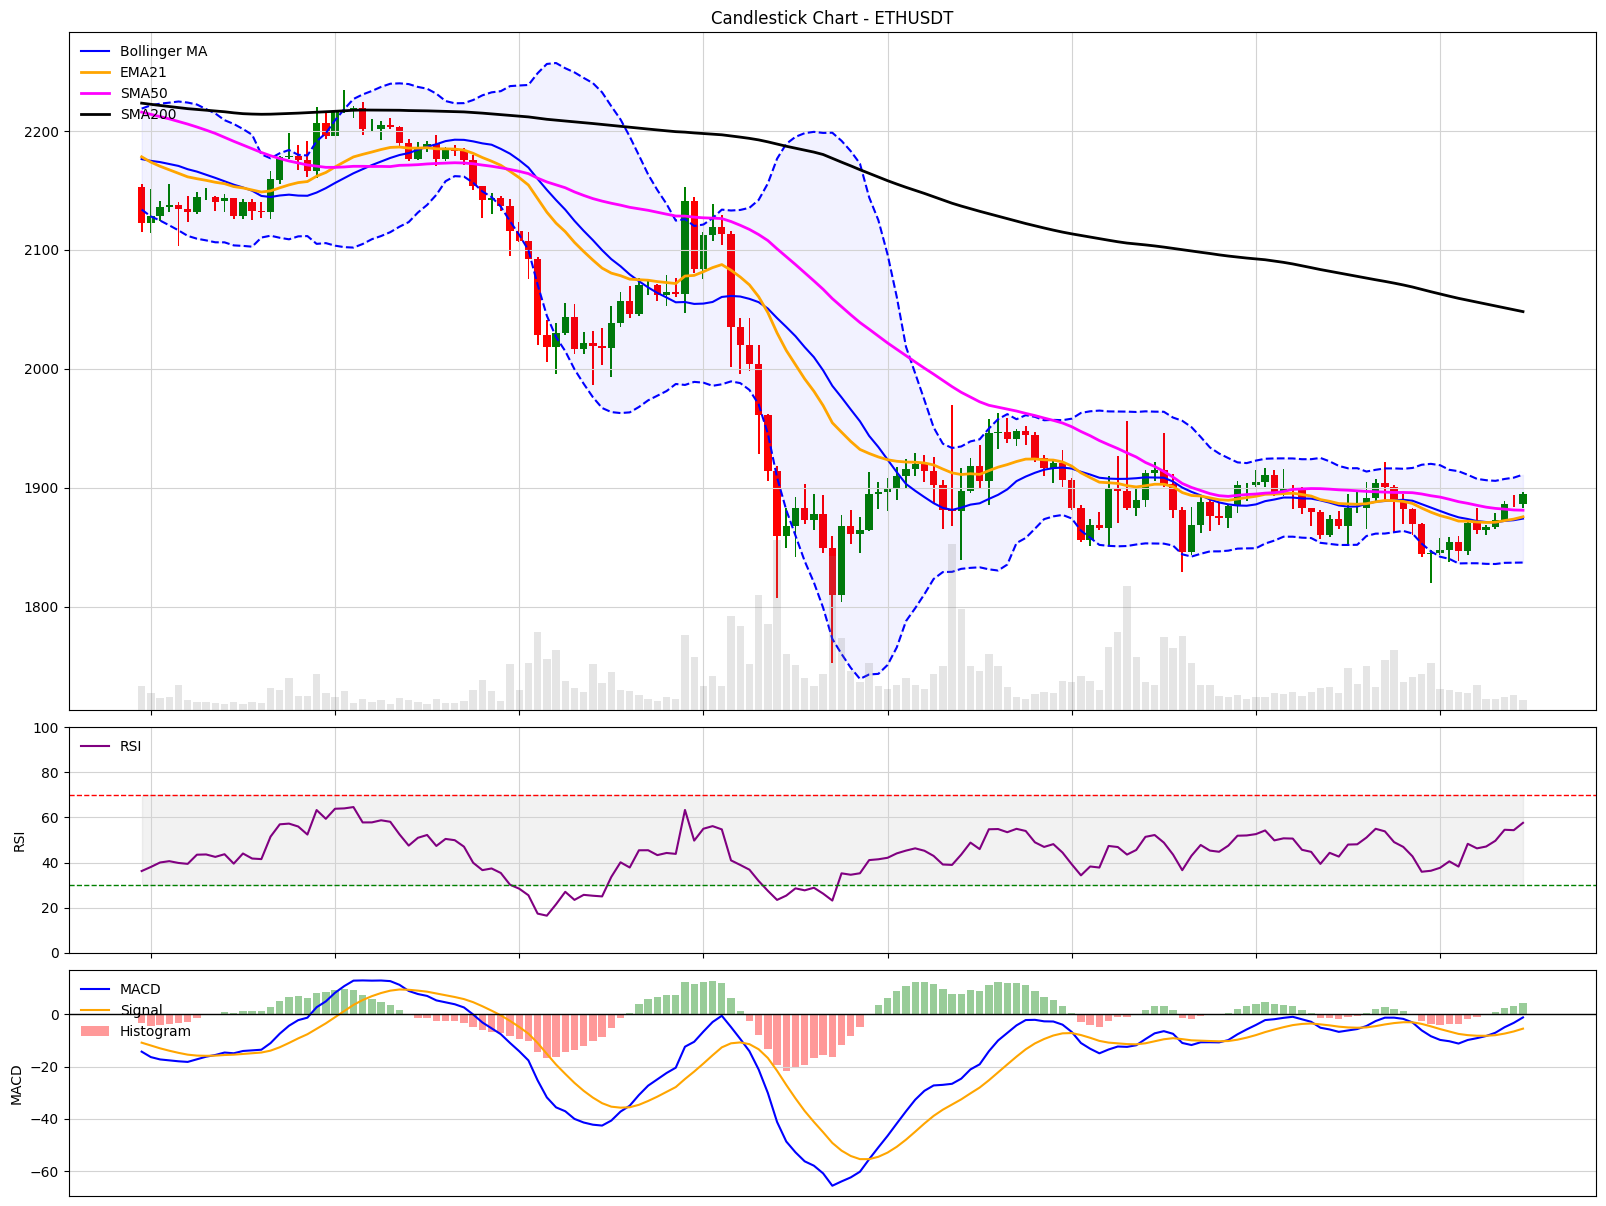 Candlestick Chart - ETHUSDT
Bollinger MA
EMA21
SMA50
SMA200
2200
2100
2000
1900
1800
RSI
100
80
60
40
20
0
RSI
MACD
Signal
Histogram
0
−20
−40
−60
MACD